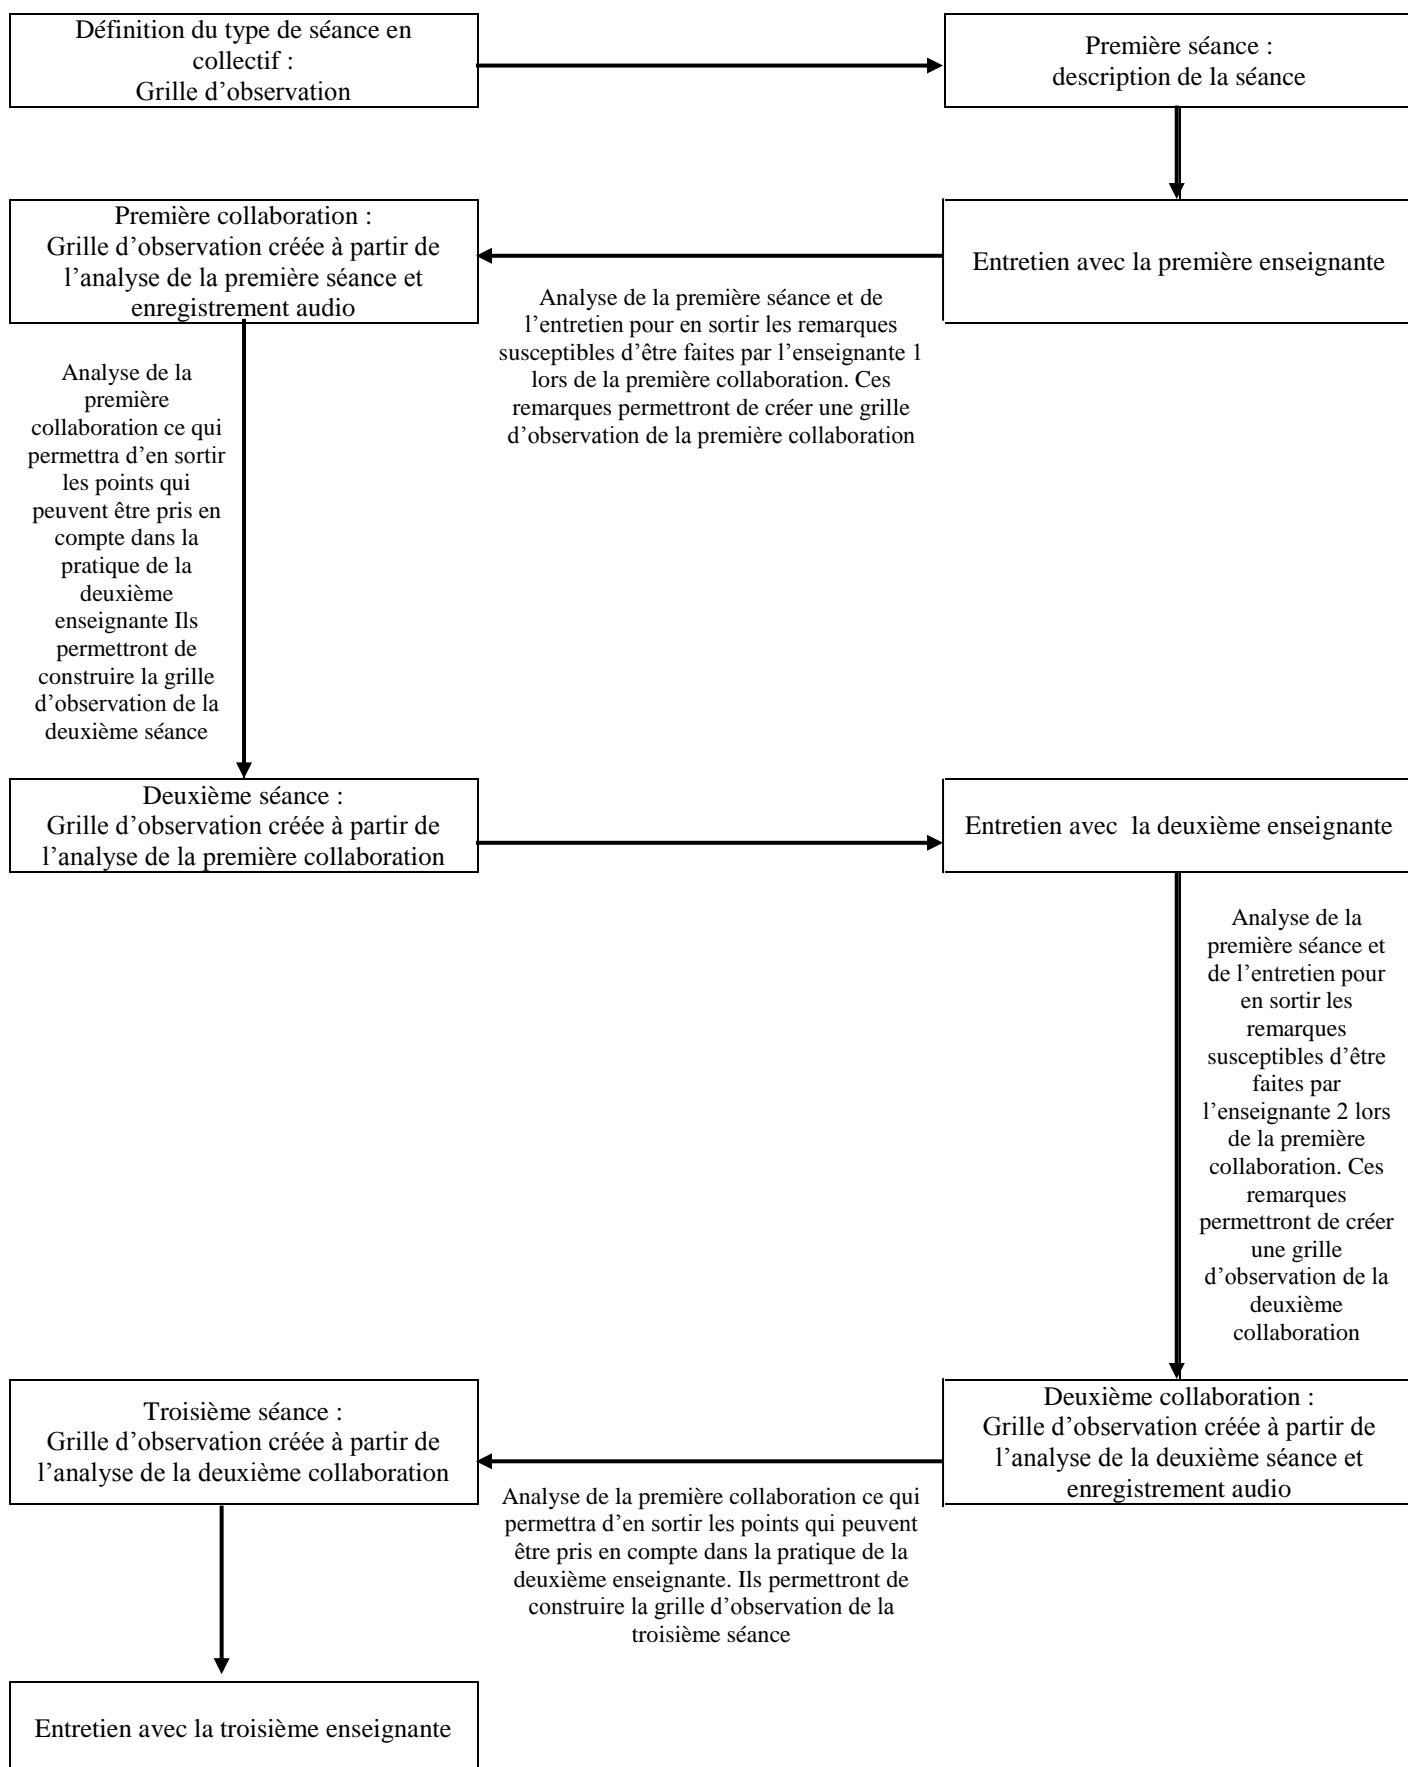 Définition du type de séance en
collectif :
Grille d’observation
Première séance :
description de la séance
Première collaboration :
Grille d’observation créée à partir de
l’analyse de la première séance et
enregistrement audio
Entretien avec la première enseignante
Analyse de la première séance et de
l’entretien pour en sortir les remarques
susceptibles d’être faites par l’enseignante 1
lors de la première collaboration. Ces
remarques permettront de créer une grille
d’observation de la première collaboration
Analyse de la
première
collaboration ce qui
permettra d’en sortir
les points qui
peuvent être pris en
compte dans la
pratique de la
deuxième
enseignante Ils
permettront de
construire la grille
d’observation de la
deuxième séance
Deuxième séance :
Grille d’observation créée à partir de
l’analyse de la première collaboration
Entretien avec  la deuxième enseignante
Analyse de la
première séance et
de l’entretien pour
en sortir les
remarques
susceptibles d’être
faites par
l’enseignante 2 lors
de la première
collaboration. Ces
remarques
permettront de créer
une grille
d’observation de la
deuxième
collaboration
Troisième séance :
Grille d’observation créée à partir de
l’analyse de la deuxième collaboration
Deuxième collaboration :
Grille d’observation créée à partir de
l’analyse de la deuxième séance et
enregistrement audio
Analyse de la première collaboration ce qui
permettra d’en sortir les points qui peuvent
être pris en compte dans la pratique de la
deuxième enseignante. Ils permettront de
construire la grille d’observation de la
troisième séance
Entretien avec la troisième enseignante